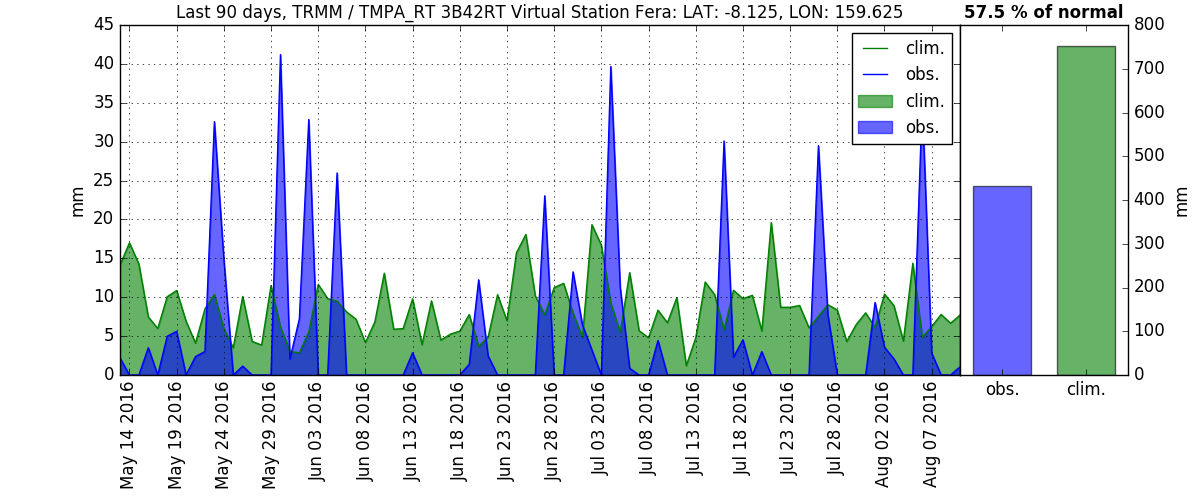 Last 90 days, TRMM / TMPA_RT 3B42RT Virtual Station Fera: LAT: -8.125, LON: 159.625
57.5 % of normal
45
40
35
30
25
20
15
10
5
0
mm
clim.
obs.
clim.
obs.
May 14 2016
May 19 2016
May 24 2016
May 29 2016
Jun 03 2016
Jun 08 2016
Jun 13 2016
Jun 18 2016
Jun 23 2016
Jun 28 2016
Jul 03 2016
Jul 08 2016
Jul 13 2016
Jul 18 2016
Jul 23 2016
Jul 28 2016
Aug 02 2016
Aug 07 2016
800
700
600
500
400
300
200
100
0
mm
obs.
clim.